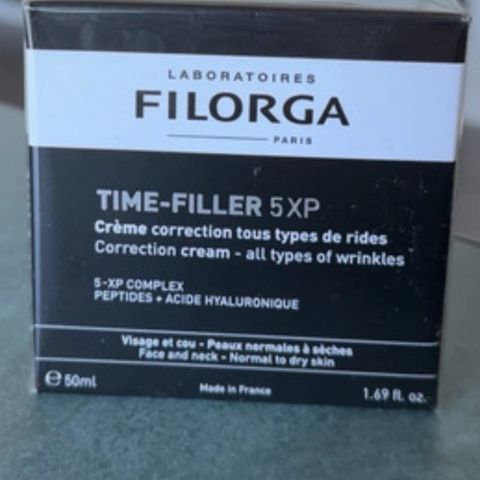 LABORATOIRES
FILORGA
PARIS
TIME-FILLER 5 XP
Crème correction tous types de rides
Correction cream - all types of wrinkles
5-XP COMPLEX
PEPTIDES + ACIDE HYALURONIQUE
Visage et cou - Peaux normales à sèches
Face and neck - Normal to dry skin
℮ 50ml
Made in France
1.69 fl. oz.